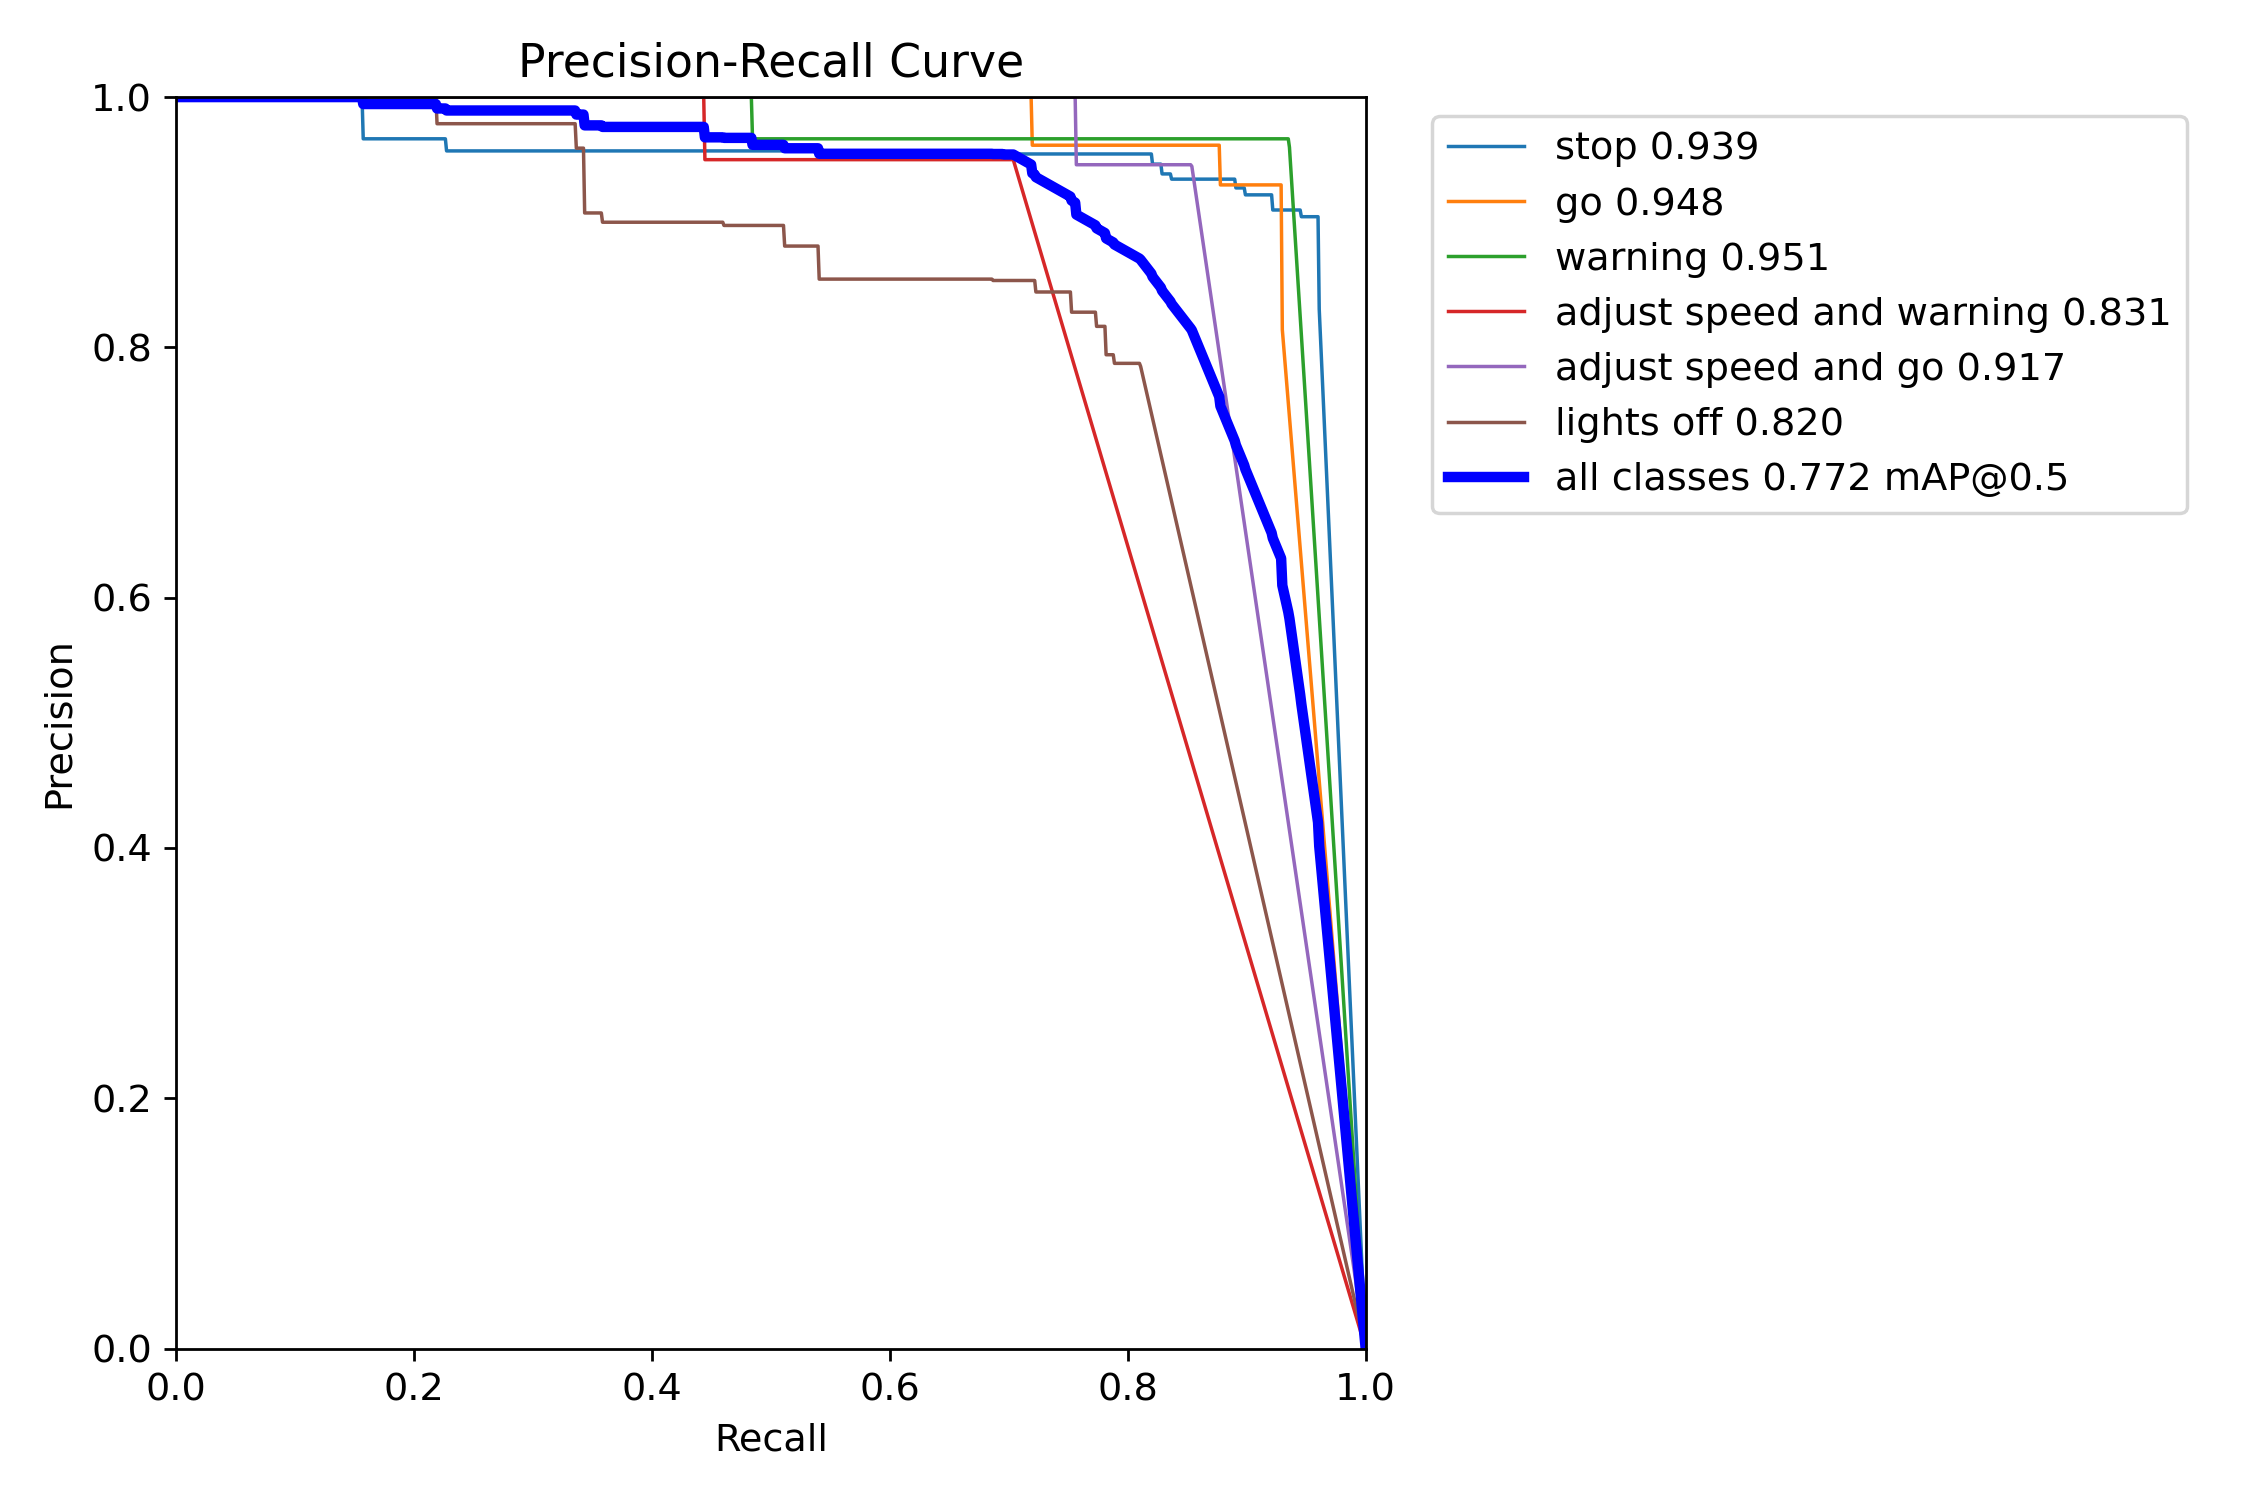 Precision-Recall Curve
1.0
0.8
0.6
0.4
0.2
0.0
Precision
0.0 0.2 0.4 0.6 0.8 1.0
Recall
stop 0.939
go 0.948
warning 0.951
adjust speed and warning 0.831
adjust speed and go 0.917
lights off 0.820
all classes 0.772 mAP@0.5